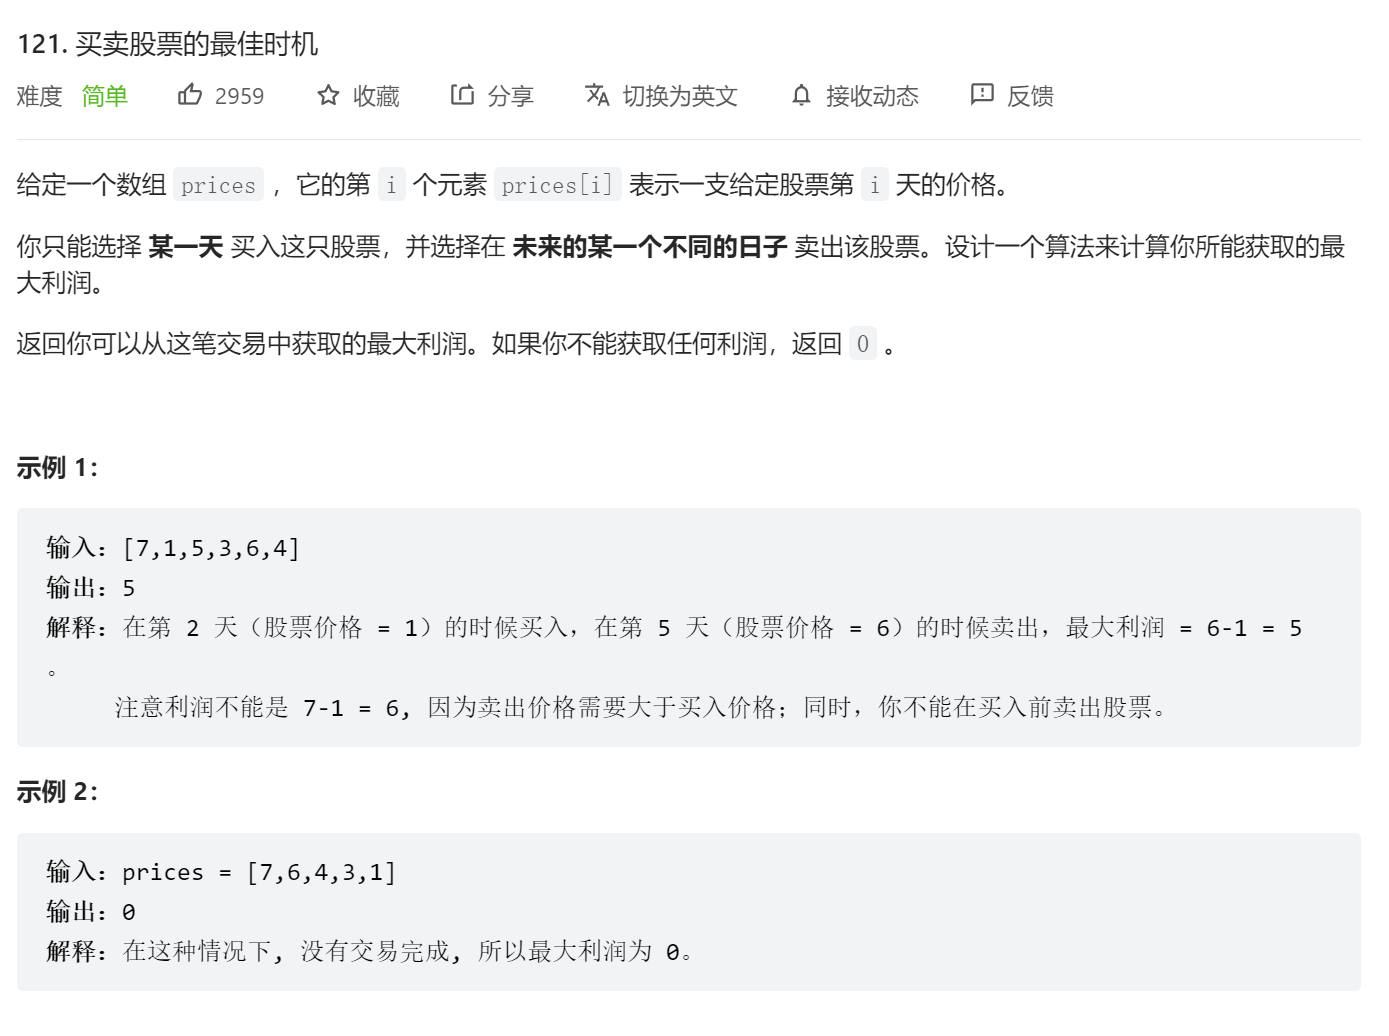 121. 买卖股票的最佳时机
难度 简单 2959 收藏 分享 切换为英文 接收动态 反馈
给定一个数组 prices ，它的第 i 个元素 prices[i] 表示一支给定股票第 i 天的价格。
你只能选择 某一天 买入这只股票，并选择在 未来的某一个不同的日子 卖出该股票。设计一个算法来计算你所能获取的最
大利润。
返回你可以从这笔交易中获取的最大利润。如果你不能获取任何利润，返回 0 。
示例 1：
输入：[7,1,5,3,6,4]
输出：5
解释：在第 2 天（股票价格 = 1）的时候买入，在第 5 天（股票价格 = 6）的时候卖出，最大利润 = 6-1 = 5
。
注意利润不能是 7-1 = 6, 因为卖出价格需要大于买入价格；同时，你不能在买入前卖出股票。
示例 2：
输入：prices = [7,6,4,3,1]
输出：0
解释：在这种情况下, 没有交易完成, 所以最大利润为 0。